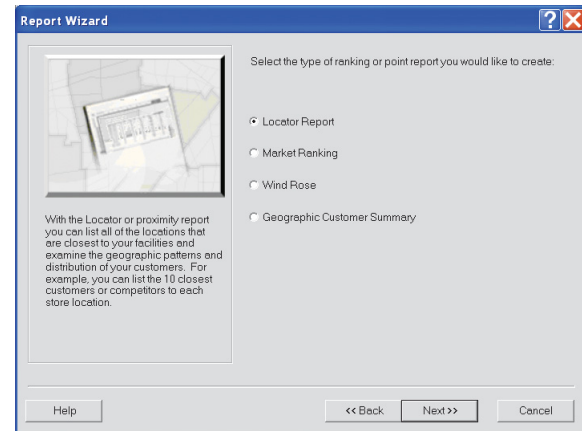 Report Wizard
Select the type of ranking or point report you would like to create:
Locator Report
Market Ranking
Wind Rose
Geographic Customer Summary
With the Locator or proximity report
you can list all of the locations that
are closest to your facilities and
examine the geographic patterns and
distribution of your customers. For
example, you can list the 10 closest
customers or competitors to each
store location.
Help
<< Back
Next >>
Cancel